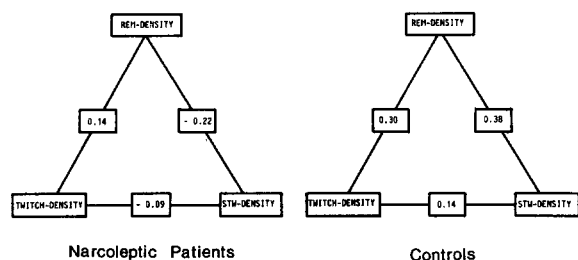 REM-DENSITY
0.14
- 0.22
TWITCH-DENSITY
- 0.09
STW-DENSITY
Narcoleptic Patients
REM-DENSITY
0.30
0.38
TWITCH-DENSITY
0.14
STW-DENSITY
Controls